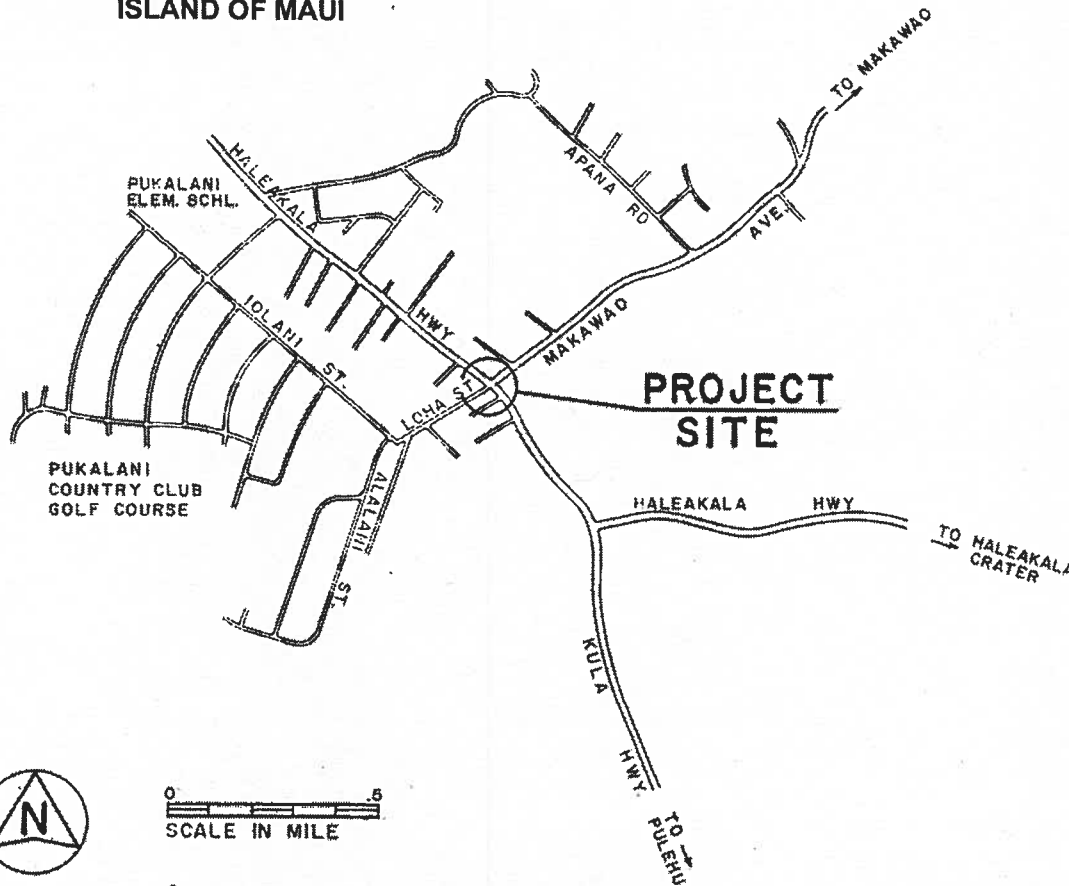 ISLAND OF MAUI
TO MAKAWAO
HALEAKALA
HWY
PUKALANI
ELEM. SCHL.
APANA RD
MAKAWAO
AVE.
IOLANI ST.
LOHA ST.
PROJECT
SITE
PUKALANI
COUNTRY CLUB
GOLF COURSE
ALALANI
ST.
HALEAKALA HWY
TO HALEAKALA
CRATER
KULA
HWY.
TO
PULEHU
N
0 .5
SCALE IN MILE